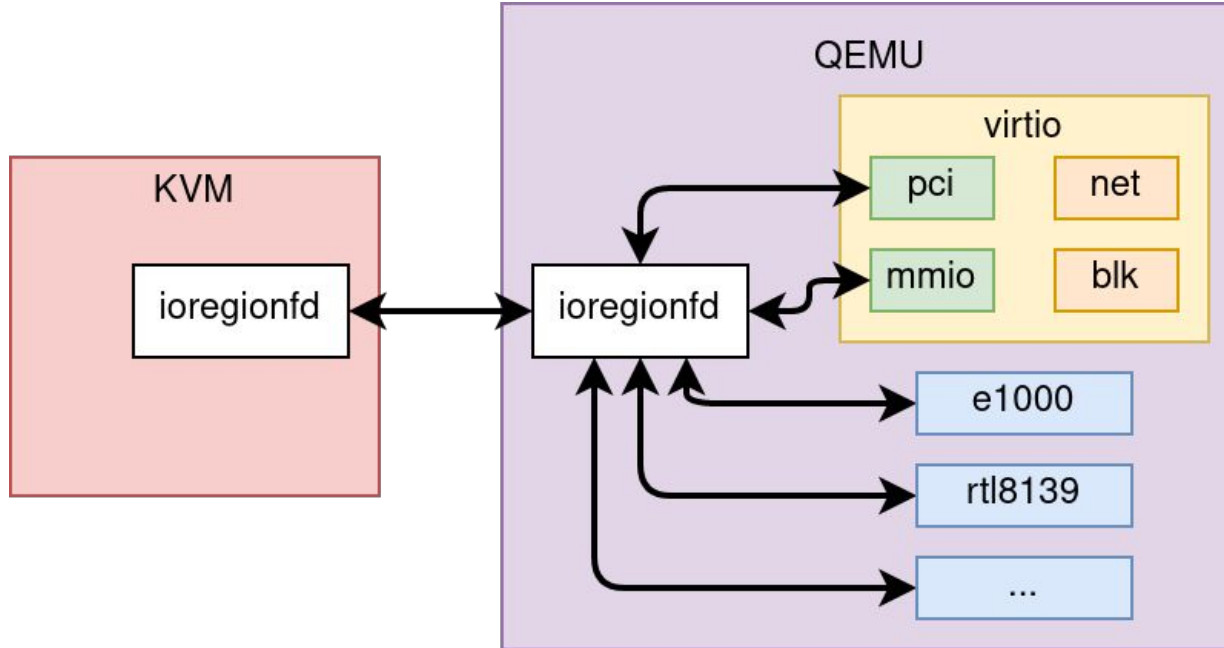 QEMU
virtio
KVM
pci
net
ioregionfd
ioregionfd
mmio
blk
e1000
rtl8139
...